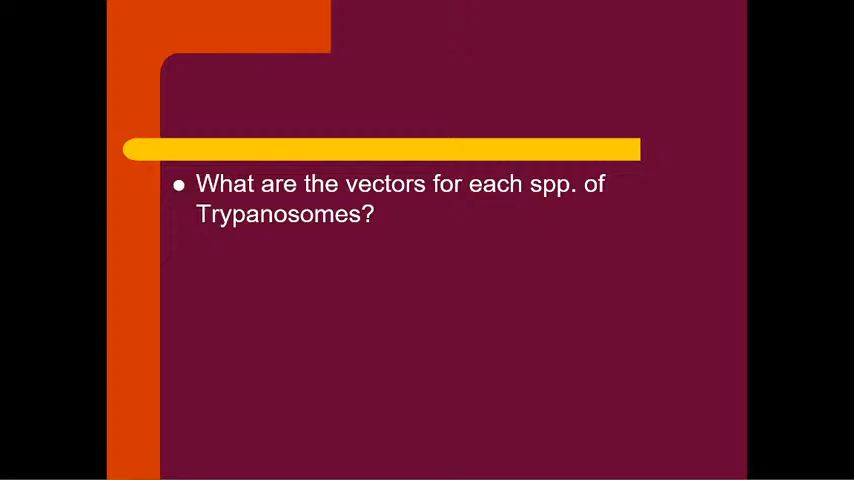 ● What are the vectors for each spp. of
Trypanosomes?